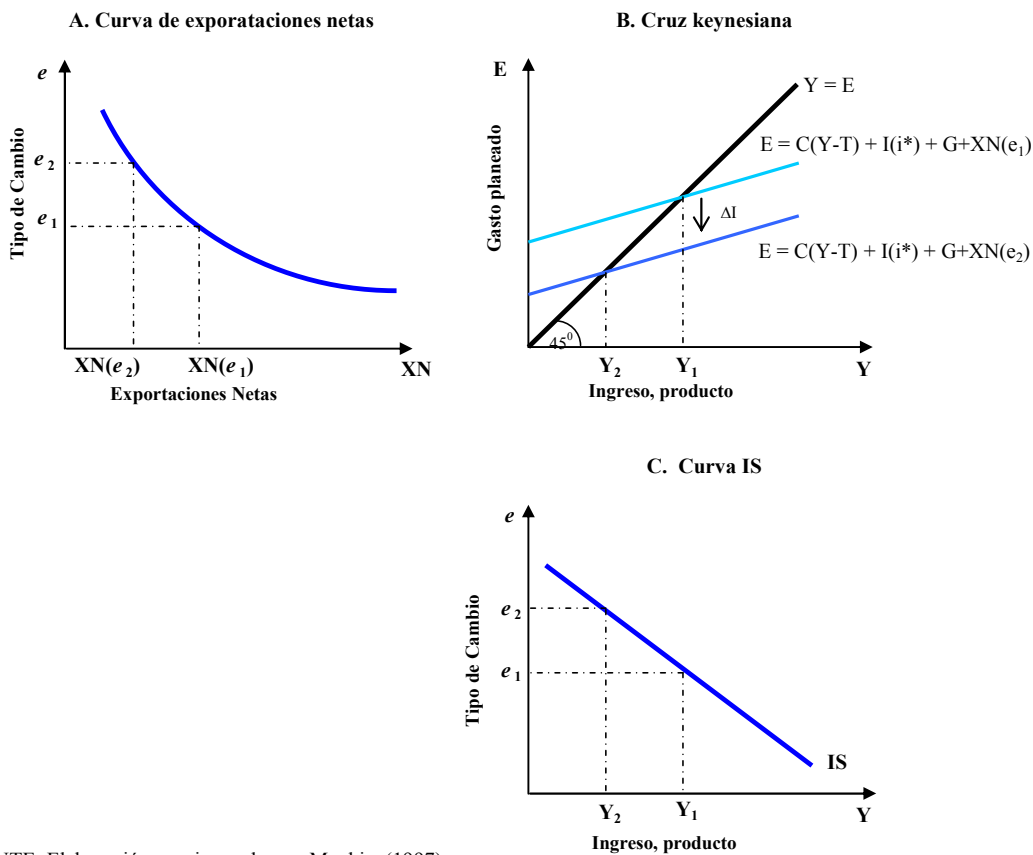 A. Curva de exporataciones netas
e
Tipo de Cambio
e2
e1
XN(e2)
XN(e1)
XN
Exportaciones Netas
B. Cruz keynesiana
E
Gasto planeado
Y = E
E = C(Y-T) + I(i*) + G+XN(e1)
ΔI
E = C(Y-T) + I(i*) + G+XN(e2)
45⁰
Y2
Y1
Y
Ingreso, producto
C. Curva IS
e
Tipo de Cambio
e2
e1
IS
Y2
Y1
Y
Ingreso, producto